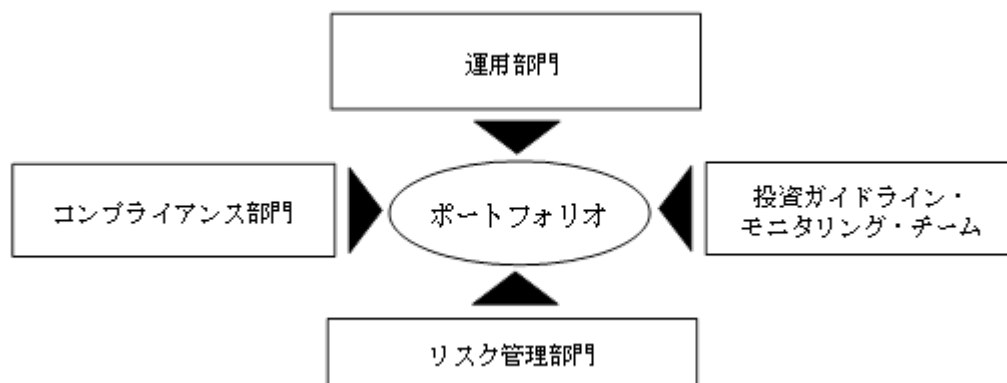 運用部門
コンプライアンス部門
ポートフォリオ
投資ガイドライン・
モニタリング・チーム
リスク管理部門